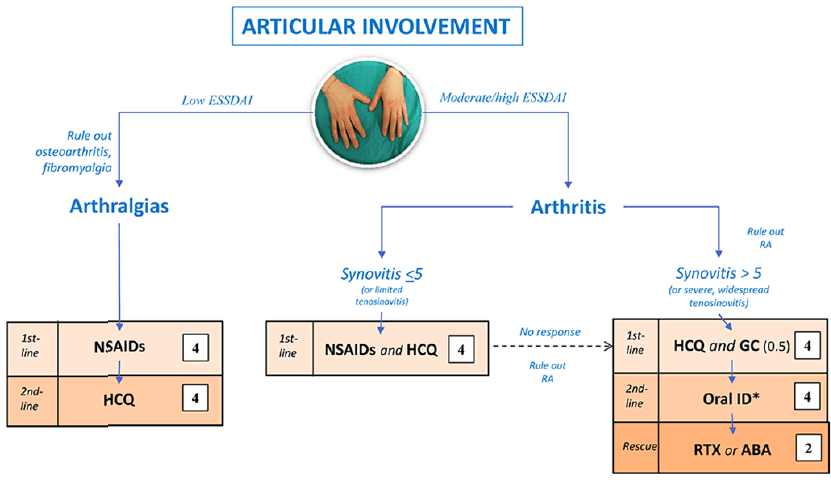 ARTICULAR INVOLVEMENT
Low ESSDAI
Moderate/high ESSDAI
Rule out
osteoarthritis,
fibromyalgia
Arthralgias
Arthritis
Rule out
RA
Synovitis ≤5
(or limited
tenosinovitis)
Synovitis > 5
(or severe, widespread
tenosinovitis)
1st-
line
NSAIDs
4
2nd-
line
HCQ
4
1st-
line
NSAIDs and HCQ
4
No response
Rule out
RA
1st-
line
HCQ and GC (0.5)
4
2nd-
line
Oral ID*
4
Rescue
RTX or ABA
2